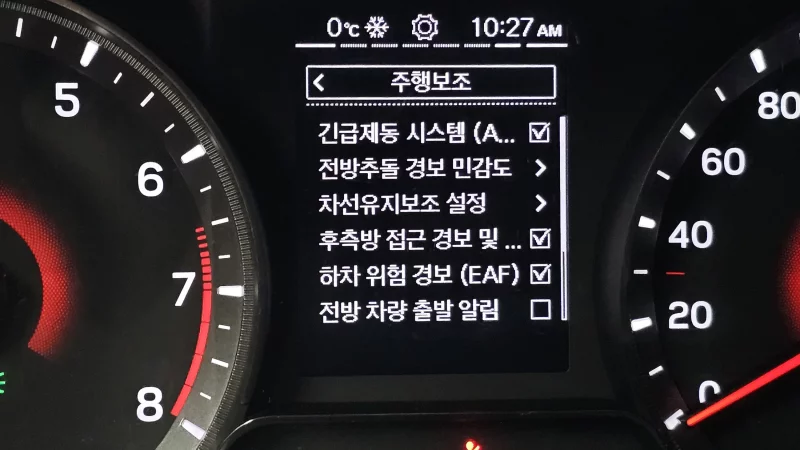 0℃ 10:27 AM
주행보조
긴급제동 시스템 (A...
전방추돌 경보 민감도
차선유지보조 설정
후측방 접근 경보 및 ...
하차 위험 경보 (EAF)
전방 차량 출발 알림
5
6
7
8
80
60
40
20
0